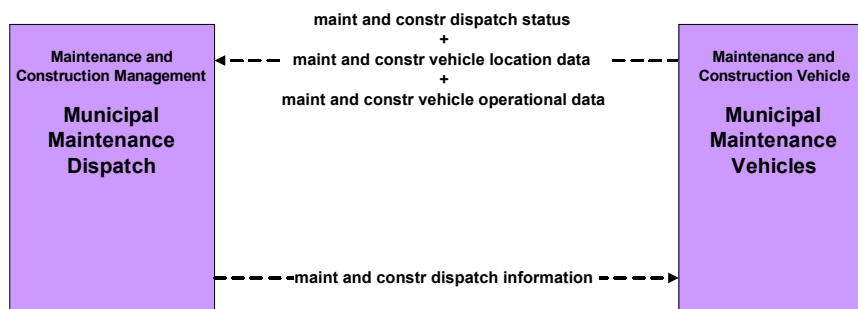 Maintenance and
Construction Management
Municipal
Maintenance
Dispatch
maint and constr dispatch status
+
maint and constr vehicle location data
+
maint and constr vehicle operational data
Maintenance and
Construction Vehicle
Municipal
Maintenance
Vehicles
maint and constr dispatch information